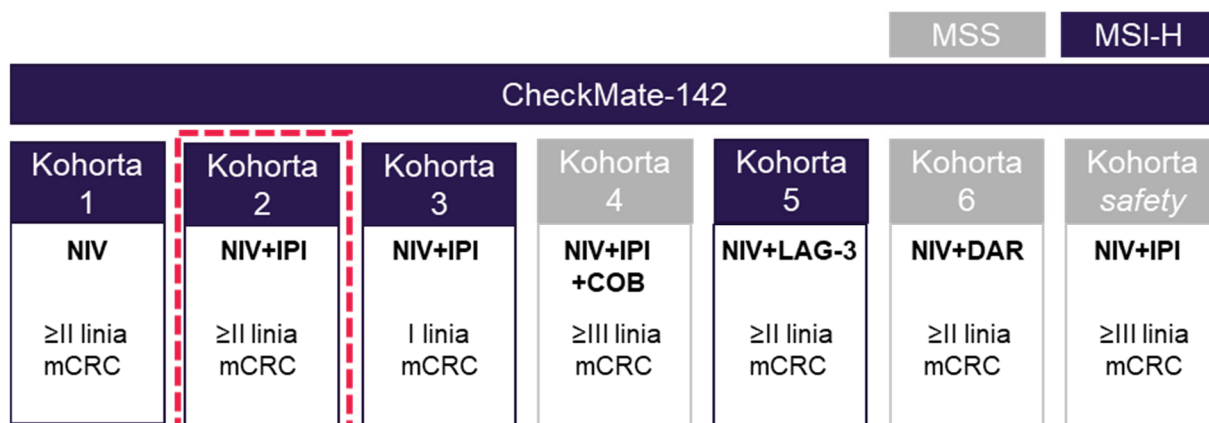 MSS
MSI-H
CheckMate-142
Kohorta
1
Kohorta
2
Kohorta
3
Kohorta
4
Kohorta
5
Kohorta
6
Kohorta
safety
NIV
≥II linia
mCRC
NIV+IPI
≥II linia
mCRC
NIV+IPI
I linia
mCRC
NIV+IPI
+COB
≥III linia
mCRC
NIV+LAG-3
≥II linia
mCRC
NIV+DAR
≥II linia
mCRC
NIV+IPI
≥III linia
mCRC